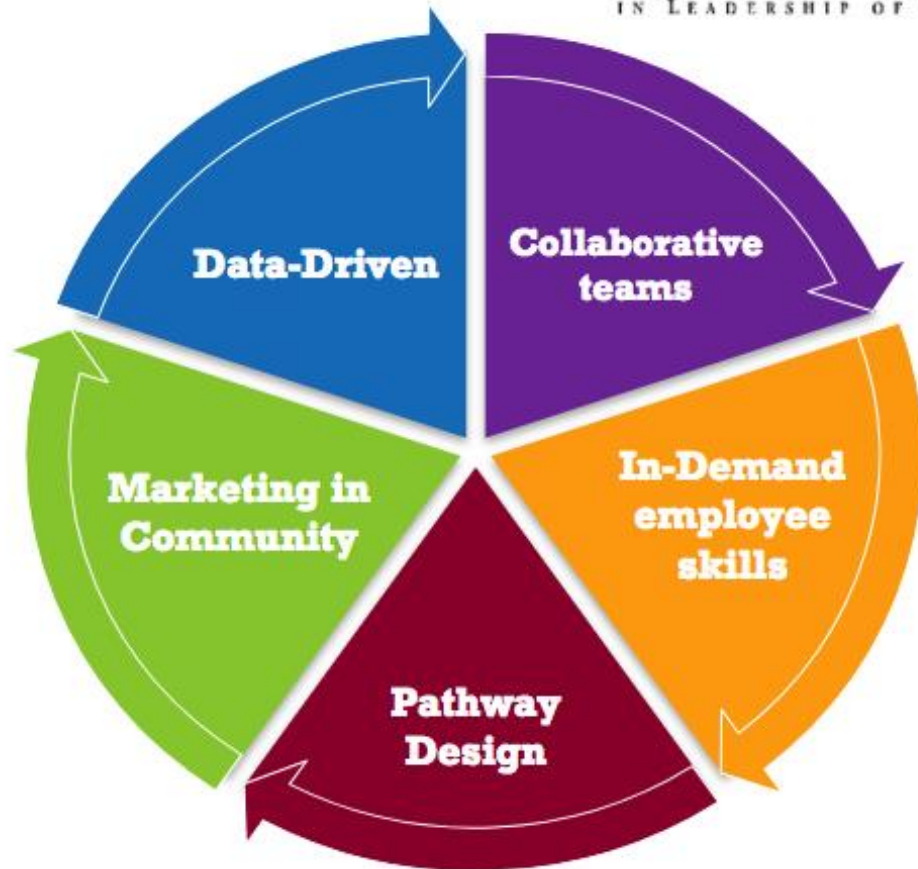 IN LEADERSHIP OF
Data-Driven
Collaborative
teams
In-Demand
employee
skills
Pathway
Design
Marketing in
Community